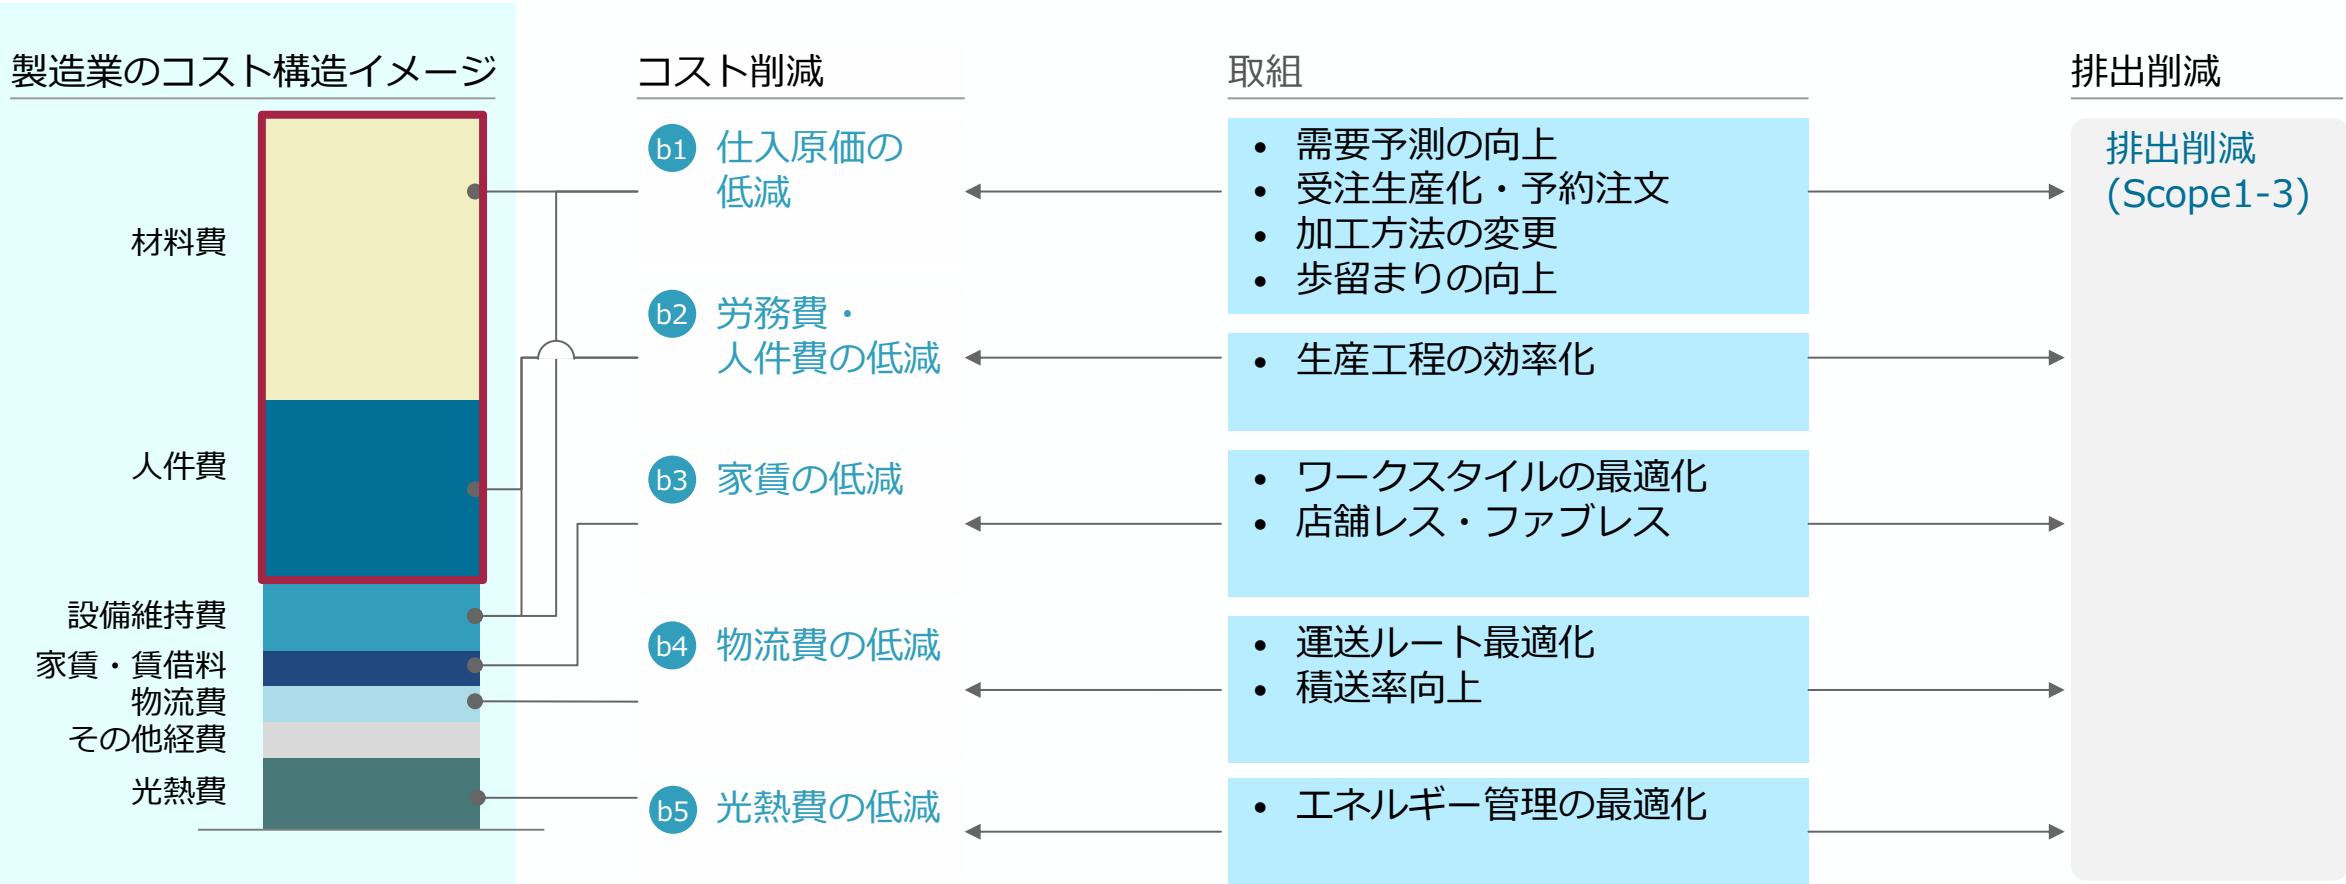 製造業のコスト構造イメージ
コスト削減
取組
排出削減
材料費
人件費
設備維持費
家賃・賃借料
物流費
その他経費
光熱費
b1 仕入原価の
低減
b2 労務費・
人件費の低減
b3 家賃の低減
b4 物流費の低減
b5 光熱費の低減
• 需要予測の向上
• 受注生産化・予約注文
• 加工方法の変更
• 歩留まりの向上
• 生産工程の効率化
• ワークスタイルの最適化
• 店舗レス・ファブレス
• 運送ルート最適化
• 積送率向上
• エネルギー管理の最適化
排出削減
(Scope1-3)